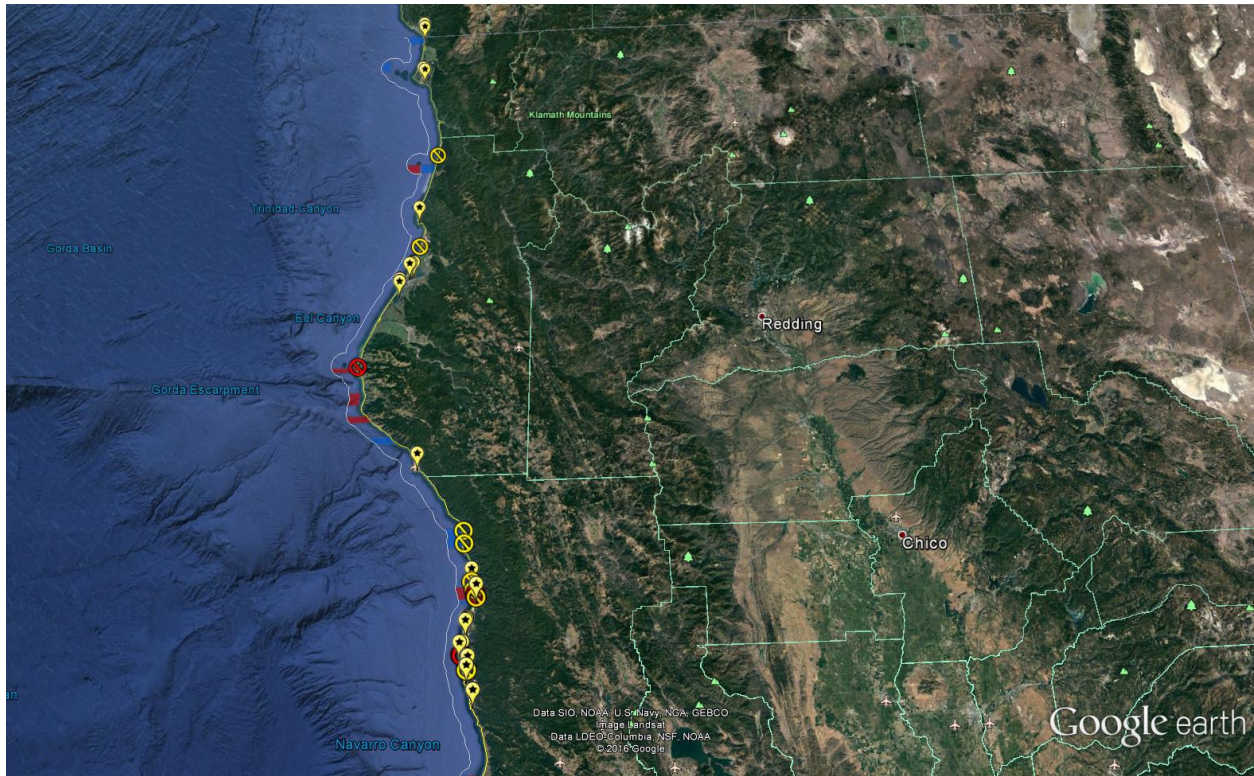 Klamath Mountains
Trinidad Canyon
Gorda Basin
Eel Canyon
Redding
Gorda Escarpment
Chico
an
Data SIO, NOAA, U.S. Navy, NGA, GEBCO
Image Landsat
Data LDEO-Columbia, NSF, NOAA
© 2016 Google
Navarro Canyon
Google earth